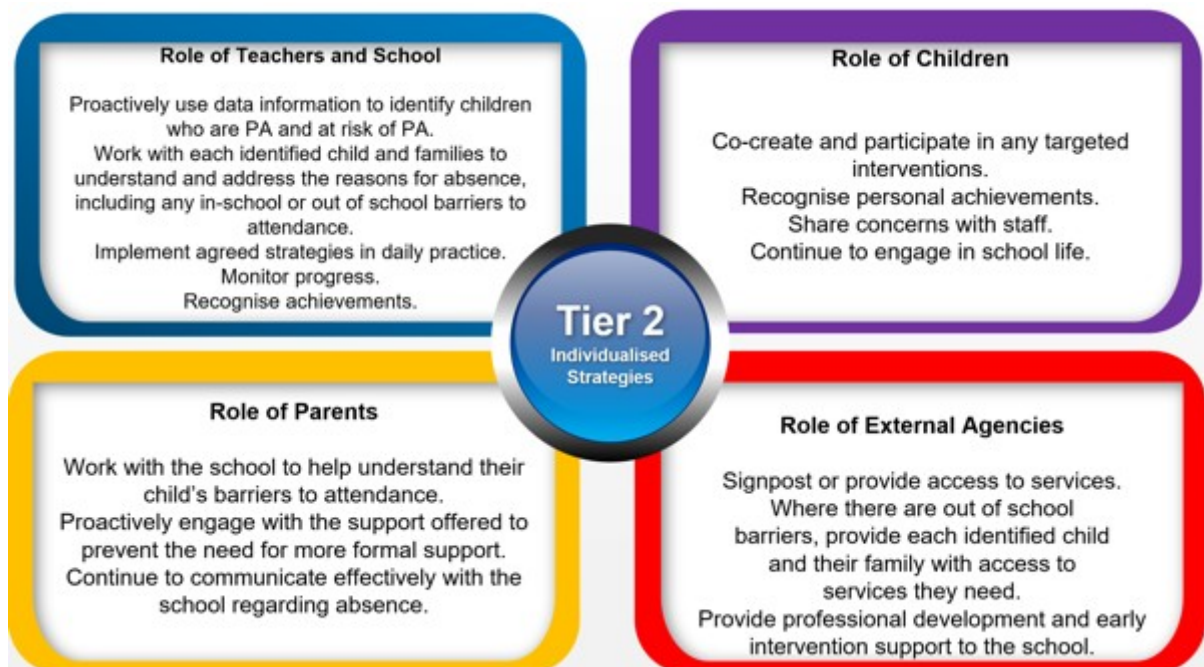 Role of Teachers and School
Proactively use data information to identify children
who are PA and at risk of PA.
Work with each identified child and families to
understand and address the reasons for absence,
including any in-school or out of school barriers to
attendance.
Implement agreed strategies in daily practice.
Monitor progress.
Recognise achievements.
Role of Children
Co-create and participate in any targeted
interventions.
Recognise personal achievements.
Share concerns with staff.
Continue to engage in school life.
Tier 2
Individualised
Strategies
Role of Parents
Work with the school to help understand their
child's barriers to attendance.
Proactively engage with the support offered to
prevent the need for more formal support.
Continue to communicate effectively with the
school regarding absence.
Role of External Agencies
Signpost or provide access to services.
Where there are out of school
barriers, provide each identified child
and their family with access to
services they need.
Provide professional development and early
intervention support to the school.